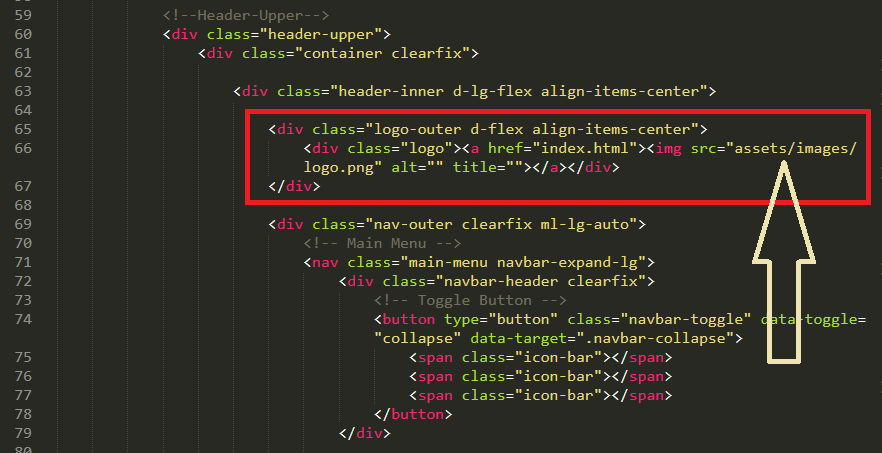 59 <!--Header-Upper-->
60 <div class="header-upper">
61 <div class="container clearfix">
62
63 <div class="header-inner d-lg-flex align-items-center">
64
65 <div class="logo-outer d-flex align-items-center">
66 <div class="logo"><a href="index.html"><img src="assets/images/
logo.png" alt="" title=""></a></div>
67 </div>
68
69 <div class="nav-outer clearfix ml-lg-auto">
70 <!-- Main Menu -->
71 <nav class="main-menu navbar-expand-lg">
72 <div class="navbar-header clearfix">
73 <!-- Toggle Button -->
74 <button type="button" class="navbar-toggle" data-toggle=
"collapse" data-target=".navbar-collapse">
75 <span class="icon-bar"></span>
76 <span class="icon-bar"></span>
77 <span class="icon-bar"></span>
78 </button>
79 </div>
80